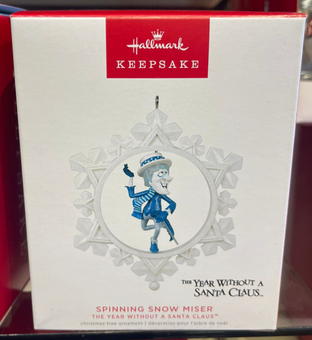 Hallmark
KEEPSAKE
THE YEAR WITHOUT A
SANTA CLAUS™
SPINNING SNOW MISER
THE YEAR WITHOUT A SANTA CLAUS™
christmas tree ornament | décoration pour l'arbre de noël